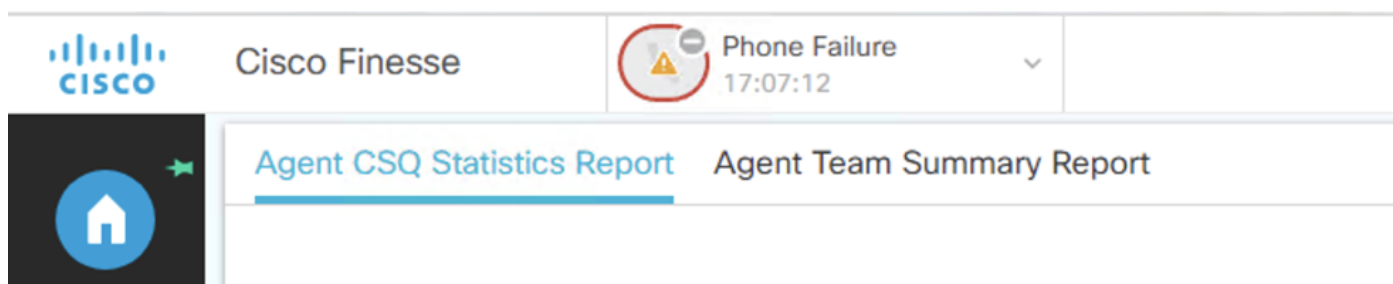 CISCO
Cisco Finesse
Phone Failure
17:07:12
Agent CSQ Statistics Report
Agent Team Summary Report